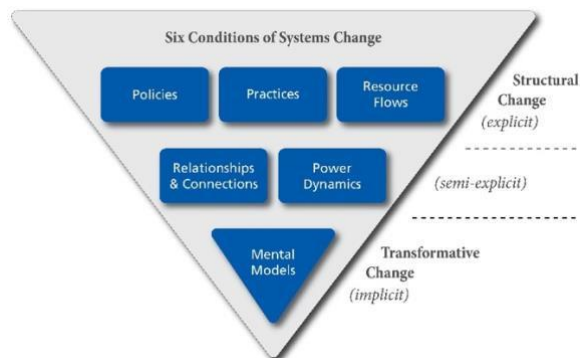 Six Conditions of Systems Change
Policies
Practices
Resource
Flows
Structural
Change
(explicit)
Relationships
& Connections
Power
Dynamics
(semi-explicit)
Mental
Models
Transformative
Change
(implicit)